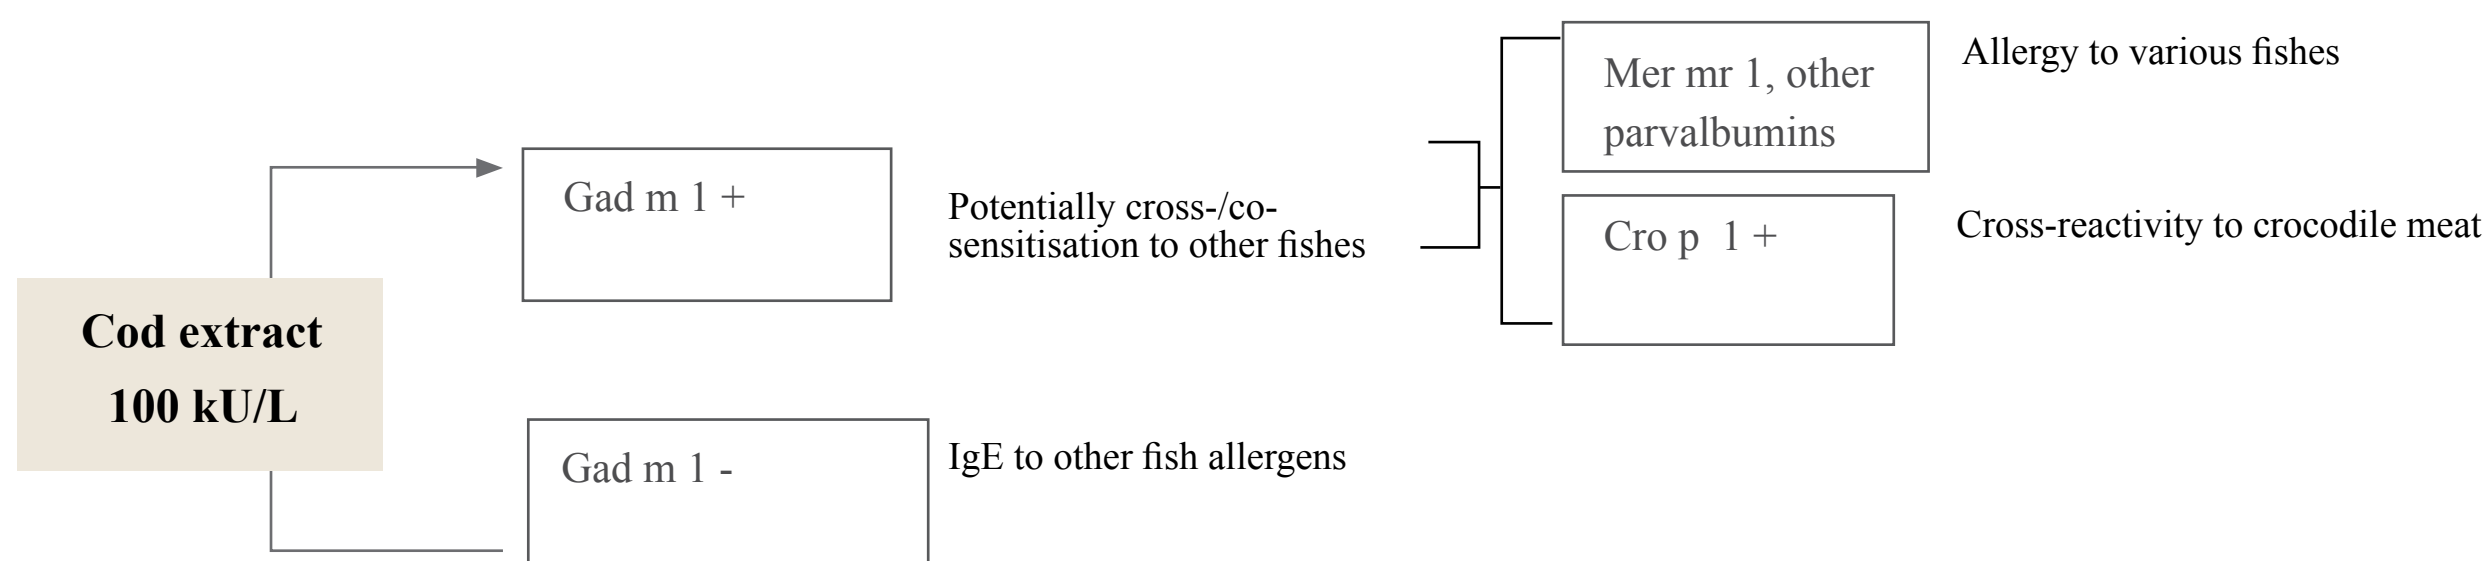 Cod extract
100 kU/L
Gad m 1 +
Potentially cross-/co-
sensitisation to other fishes
Mer mr 1, other
parvalbumins
Allergy to various fishes
Cro p  1 +
Cross-reactivity to crocodile meat
Gad m 1 -
IgE to other fish allergens